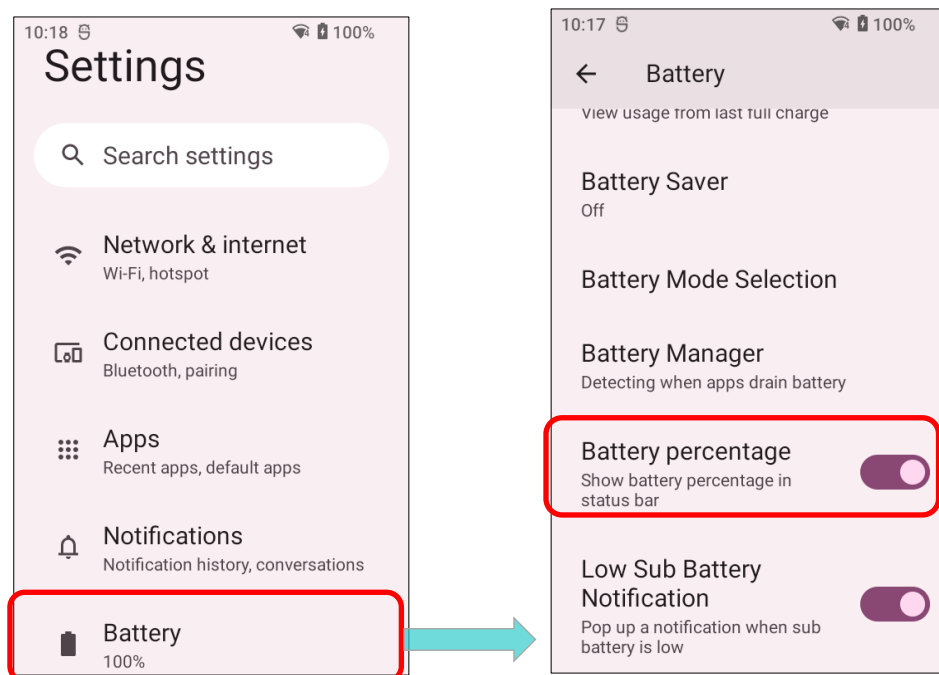 10:18
100%
Settings
Search settings
Network & internet
Wi-Fi, hotspot
Connected devices
Bluetooth, pairing
Apps
Recent apps, default apps
Notifications
Notification history, conversations
Battery
100%
10:17
100%
Battery
View usage from last full charge
Battery Saver
Off
Battery Mode Selection
Battery Manager
Detecting when apps drain battery
Battery percentage
Show battery percentage in
status bar
Low Sub Battery
Notification
Pop up a notification when sub
battery is low